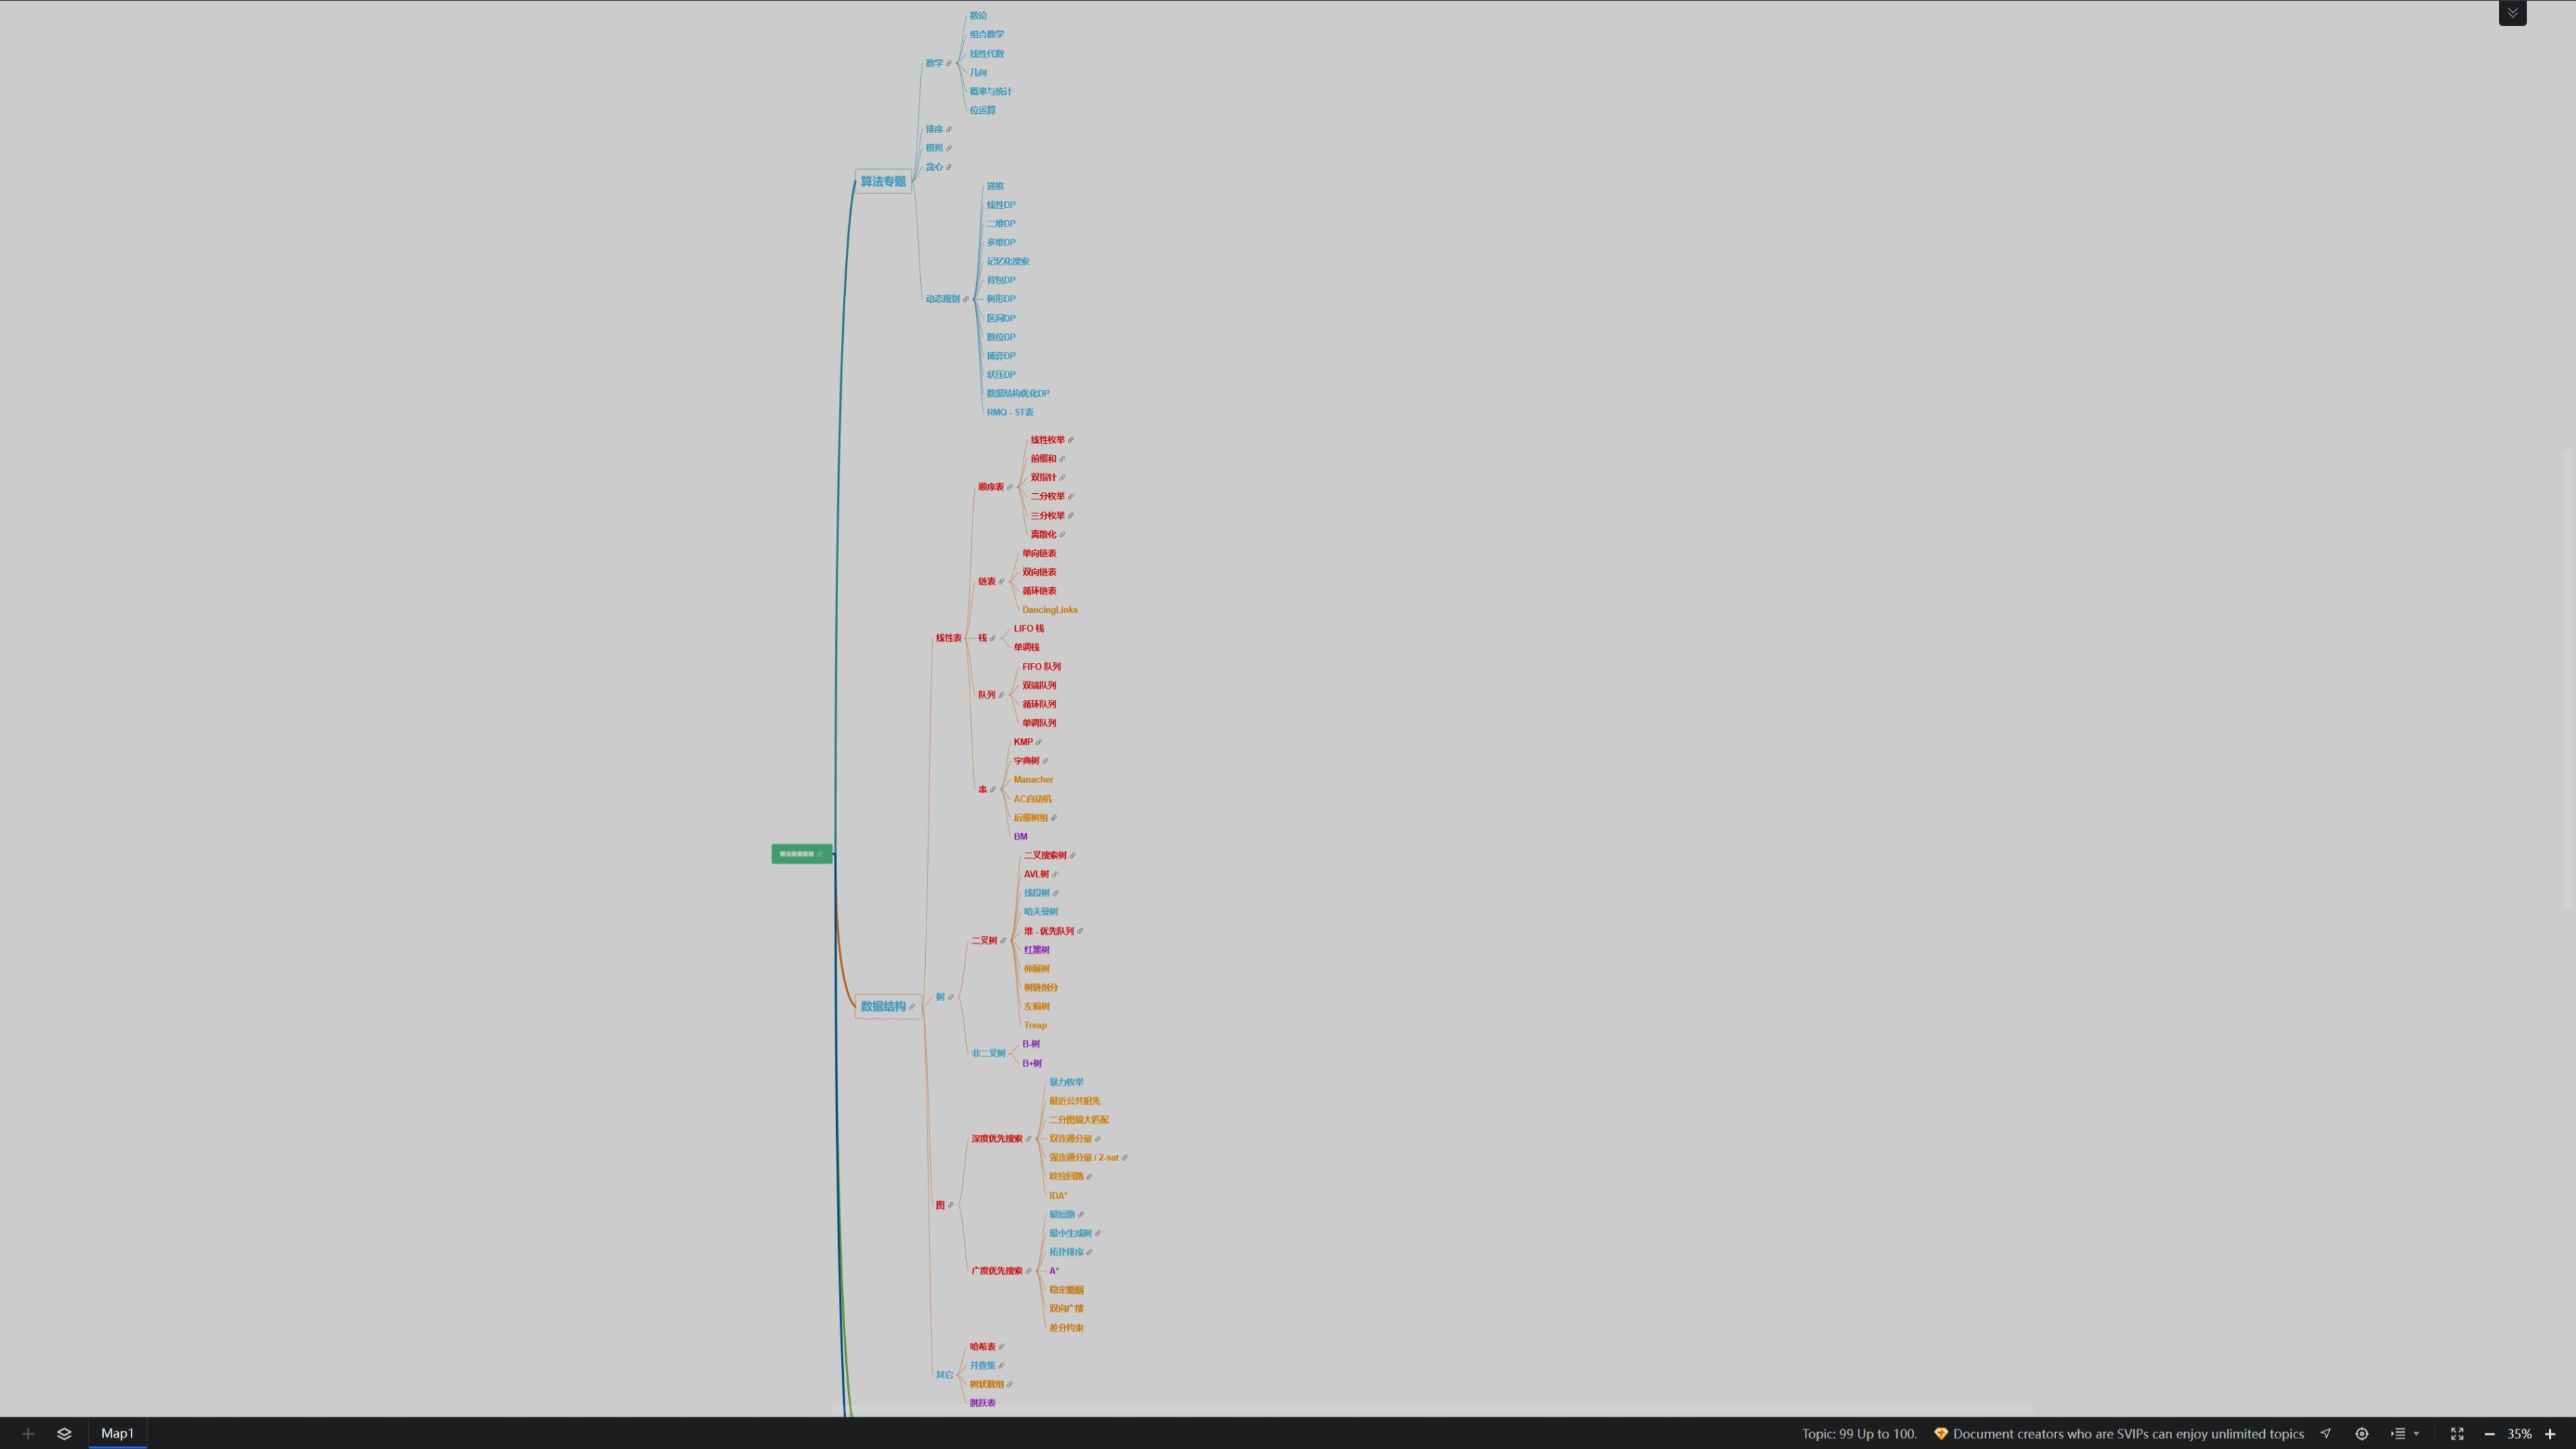 数论
组合数学
线性代数
数学
几何
概率与统计
位运算
排序
模拟
贪心
算法专题
递推
线性DP
二维DP
多维DP
记忆化搜索
背包DP
动态规划
树形DP
区间DP
数位DP
博弈DP
状压DP
数据结构优化DP
RMQ - ST表
线性枚举
前缀和
双指针
顺序表
二分枚举
三分枚举
离散化
单向链表
双向链表
链表
循环链表
DancingLinks
LIFO 栈
线性表
栈
单调栈
FIFO 队列
双端队列
队列
循环队列
单调队列
KMP
字典树
Manacher
串
AC自动机
后缀树组
BM
二叉搜索树
AVL树
线段树
哈夫曼树
堆 - 优先队列
二叉树
红黑树
伸展树
树链剖分
树
数据结构
左偏树
Treap
B-树
非二叉树
B+树
暴力枚举
最近公共祖先
二分图最大匹配
深度优先搜索
双连通分量
强连通分量 / 2-sat
欧拉回路
IDA*
图
最短路
最小生成树
拓扑排序
广度优先搜索
A*
稳定婚姻
双向广搜
差分约束
哈希表
并查集
其它
树状数组
跳跃表
Map1
Topic: 99 Up to 100.
Document creators who are SVIPs can enjoy unlimited topics
35%